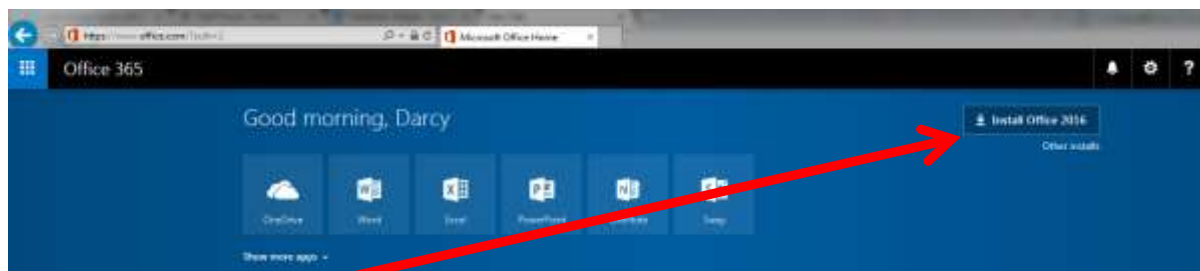 Microsoft Office Home
Office 365
?
Good morning, Darcy
Install Office 2016
Other installs
OneDrive Word Excel PowerPoint Sway
Show more apps